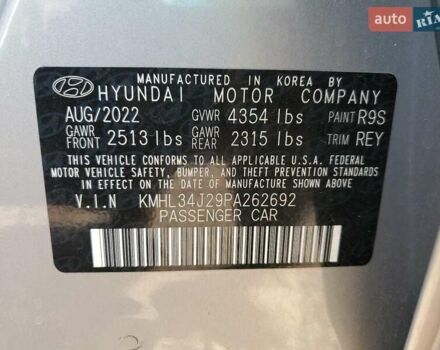 auto RIA
MANUFACTURED IN KOREA BY
HYUNDAI MOTOR COMPANY
AUG/2022 GVWR 4354 lbs PAINT R9S
GAWR FRONT 2513 lbs GAWR REAR 2315 lbs TRIM REY
THIS VEHICLE CONFORMS TO ALL APPLICABLE U.S.A. FEDERAL
MOTOR VEHICLE SAFETY, BUMPER, AND THEFT PREVENTION STANDARDS
IN EFFECT ON THE DATE OF MANUFACTURE SHOWN ABOVE.
V.I.N KMHL34J29PA262692
PASSENGER CAR